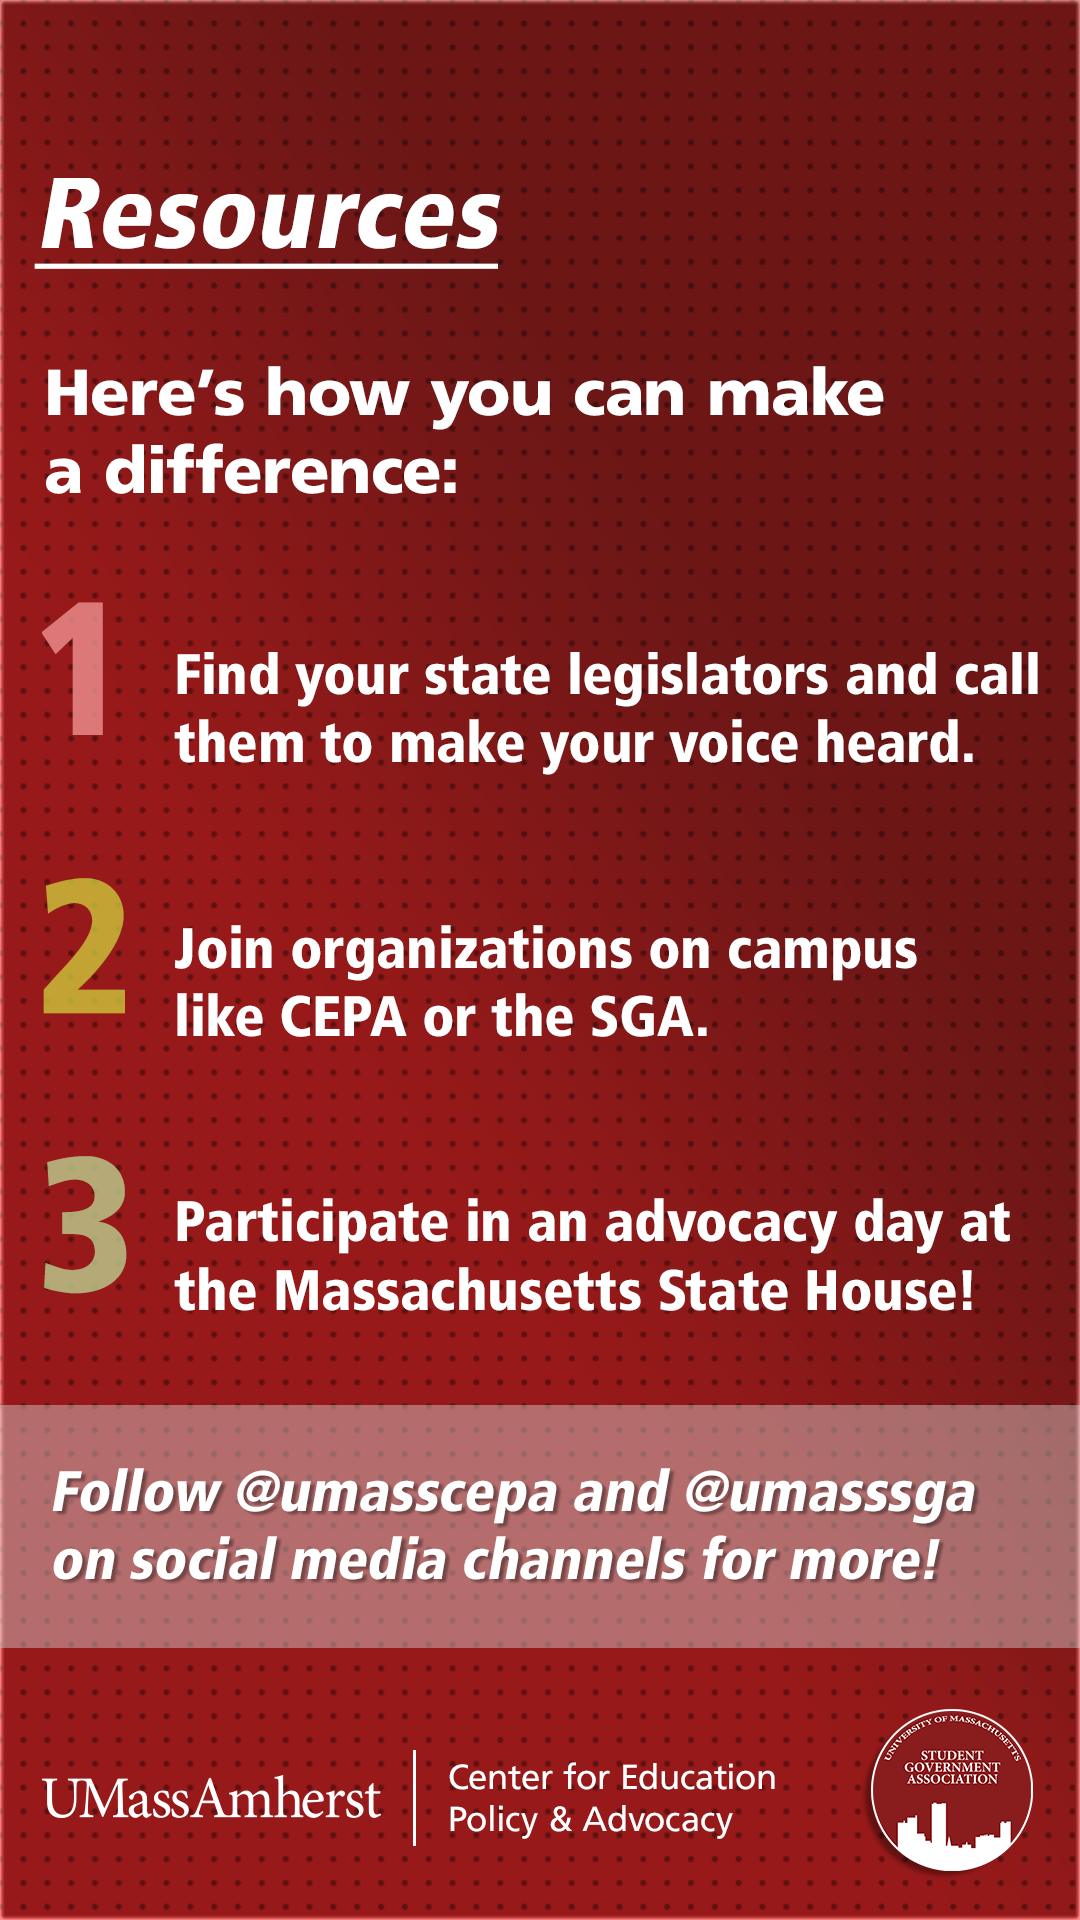 Resources
Here’s how you can make
a difference:
1
Find your state legislators and call
them to make your voice heard.
2
Join organizations on campus
like CEPA or the SGA.
3
Participate in an advocacy day at
the Massachusetts State House!
Follow @umasscepa and @umasssga
on social media channels for more!
UMassAmherst
Center for Education
Policy & Advocacy
UNIVERSITY OF MASSACHUSETTS
STUDENT
GOVERNMENT
ASSOCIATION